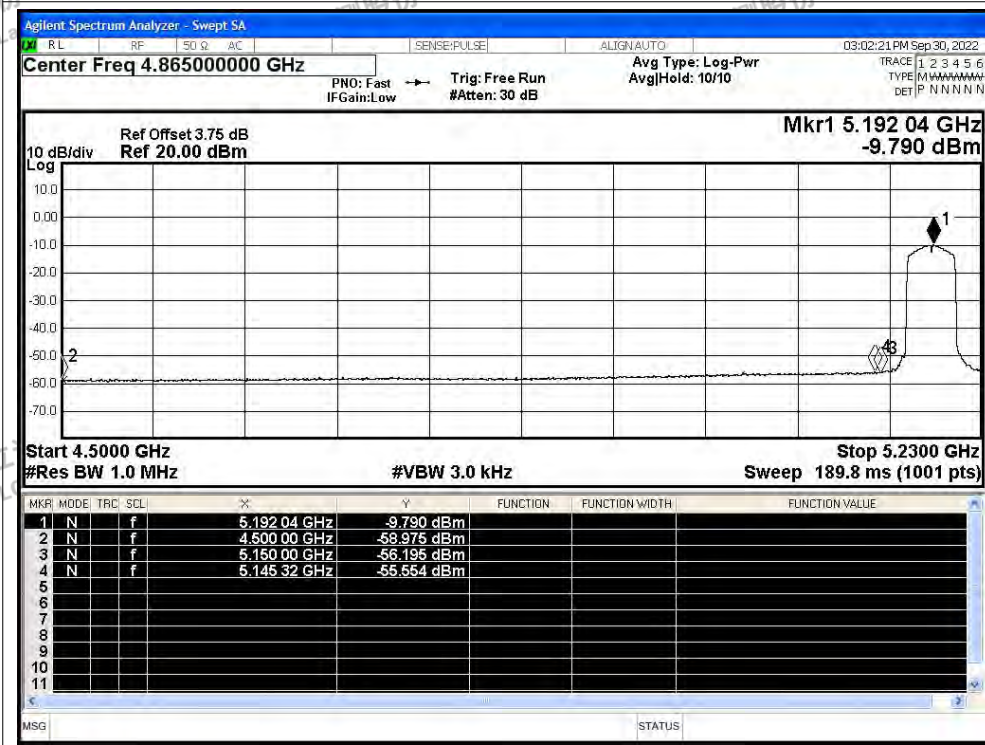 Agilent Spectrum Analyzer - Swept SA
RL RF 50 Ω AC SENSE:PULSE ALIGN AUTO 03:02:21 PM Sep 30, 2022
Center Freq 4.865000000 GHz
PNO: Fast
IFGain:Low
Trig: Free Run
#Atten: 30 dB
Avg Type: Log-Pwr
Avg|Hold: 10/10
TRACE 1 2 3 4 5 6
TYPE M
DET P N N N N N
Ref Offset 3.75 dB
10 dB/div Ref 20.00 dBm
Log
Mkr1 5.192 04 GHz
-9.790 dBm
10.0
0.00
-10.0
-20.0
-30.0
-40.0
-50.0
-60.0
-70.0
1
2
4 3
Start 4.5000 GHz Stop 5.2300 GHz
#Res BW 1.0 MHz #VBW 3.0 kHz Sweep 189.8 ms (1001 pts)
MKR MODE TRC SCL X Y FUNCTION FUNCTION WIDTH FUNCTION VALUE
1 N f 5.192 04 GHz -9.790 dBm
2 N f 4.500 00 GHz -58.975 dBm
3 N f 5.150 00 GHz -56.195 dBm
4 N f 5.145 32 GHz -55.554 dBm
5
6
7
8
9
10
11
MSG STATUS